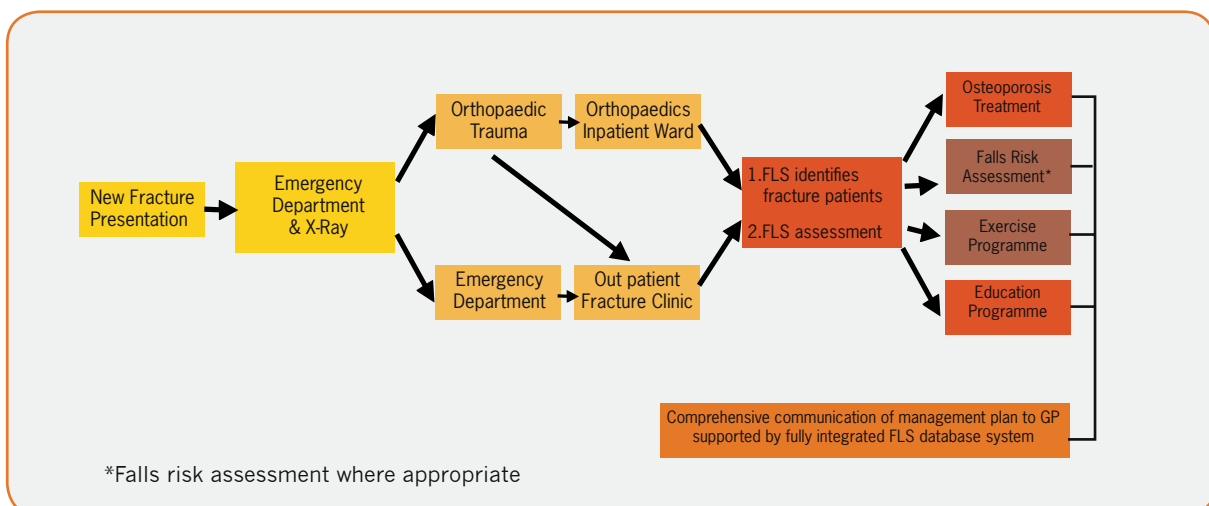 New Fracture
Presentation
Emergency
Department
& X-Ray
Orthopaedic
Trauma
Orthopaedics
Inpatient Ward
Emergency
Department
Out patient
Fracture Clinic
1.FLS identifies
fracture patients
2.FLS assessment
Osteoporosis
Treatment
Falls Risk
Assessment*
Exercise
Programme
Education
Programme
Comprehensive communication of management plan to GP
supported by fully integrated FLS database system
*Falls risk assessment where appropriate